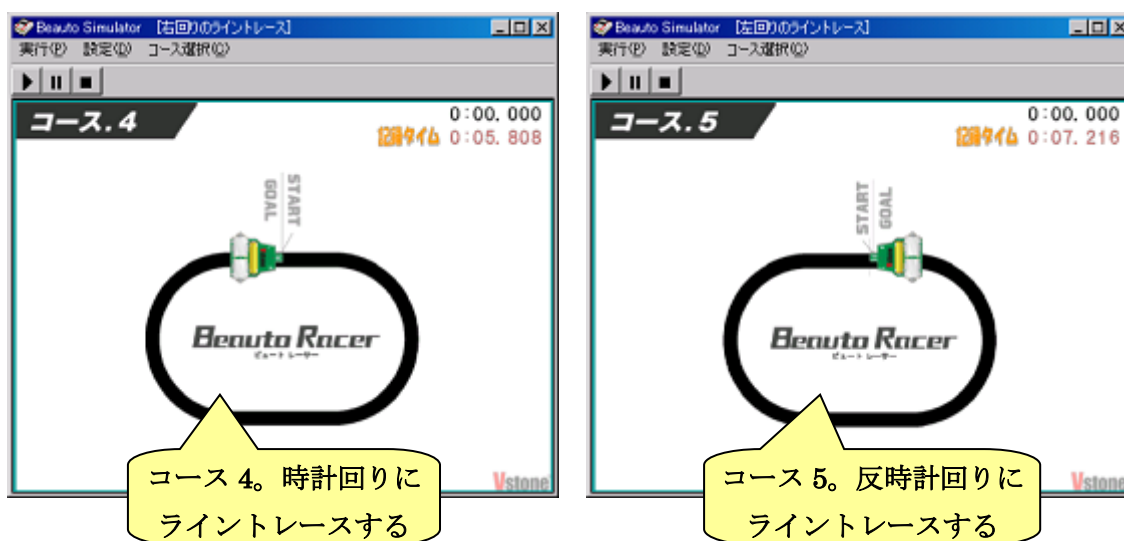 Beauto Simulator [右回りのライントレース]
実行(P) 設定(D) コース選択(C)
コース.4
0:00.000
記録タイム 0:05.808
START
GOAL
Beauto Racer
ビュート レーサー
Vstone
コース 4。時計回りに
ライントレースする
Beauto Simulator [左回りのライントレース]
実行(P) 設定(D) コース選択(C)
コース.5
0:00.000
記録タイム 0:07.216
START
GOAL
Beauto Racer
ビュート レーサー
Vstone
コース 5。反時計回りに
ライントレースする